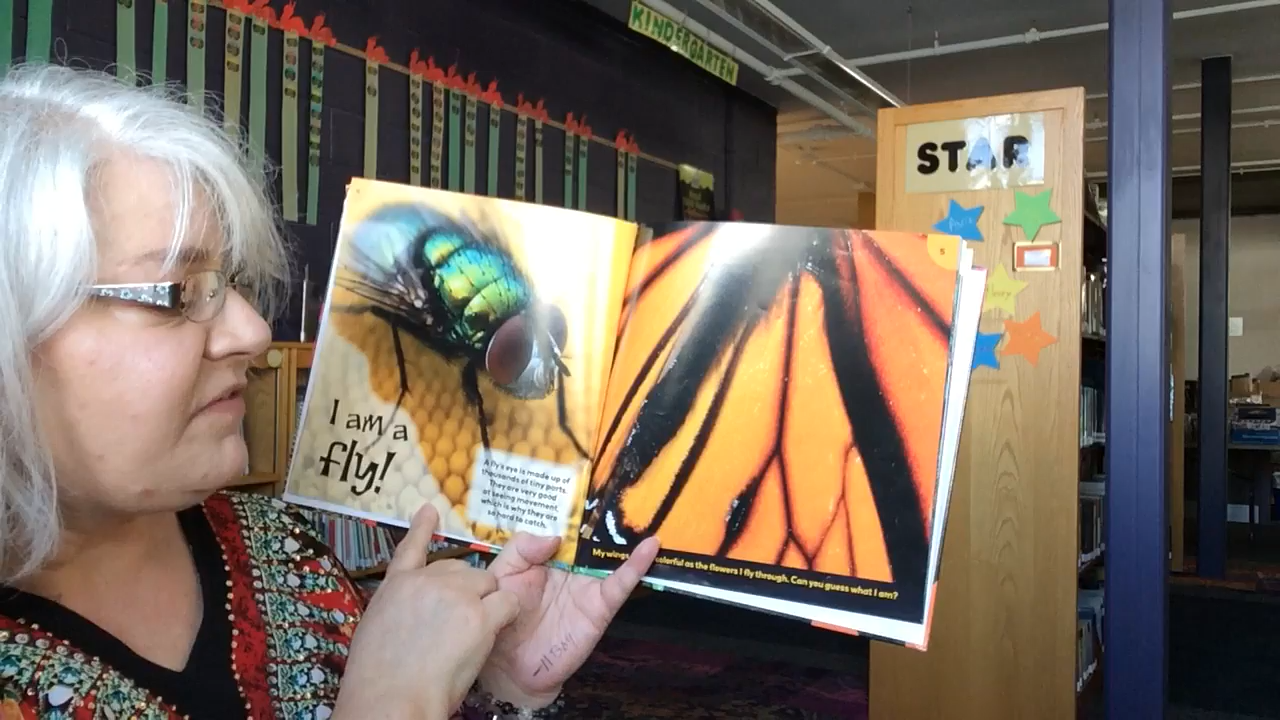 KINDERGARTEN
STAR
I am a
fly!
A fly's eye is made up of
thousands of tiny parts.
They are very good
at seeing movement,
which is why they are
so hard to catch.
5
My wings colorful as the flowers I fly through. Can you guess what I am?